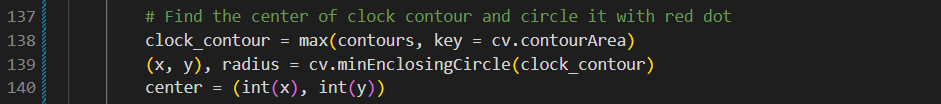 137 # Find the center of clock contour and circle it with red dot
138 clock_contour = max(contours, key = cv.contourArea)
139 (x, y), radius = cv.minEnclosingCircle(clock_contour)
140 center = (int(x), int(y))